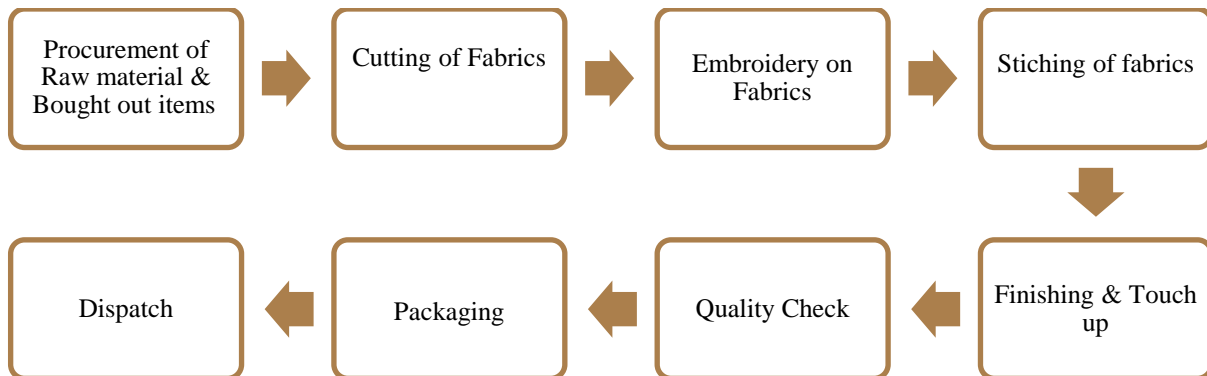 Procurement of
Raw material &
Bought out items
Cutting of Fabrics
Embroidery on
Fabrics
Stiching of fabrics
Finishing & Touch
up
Quality Check
Packaging
Dispatch